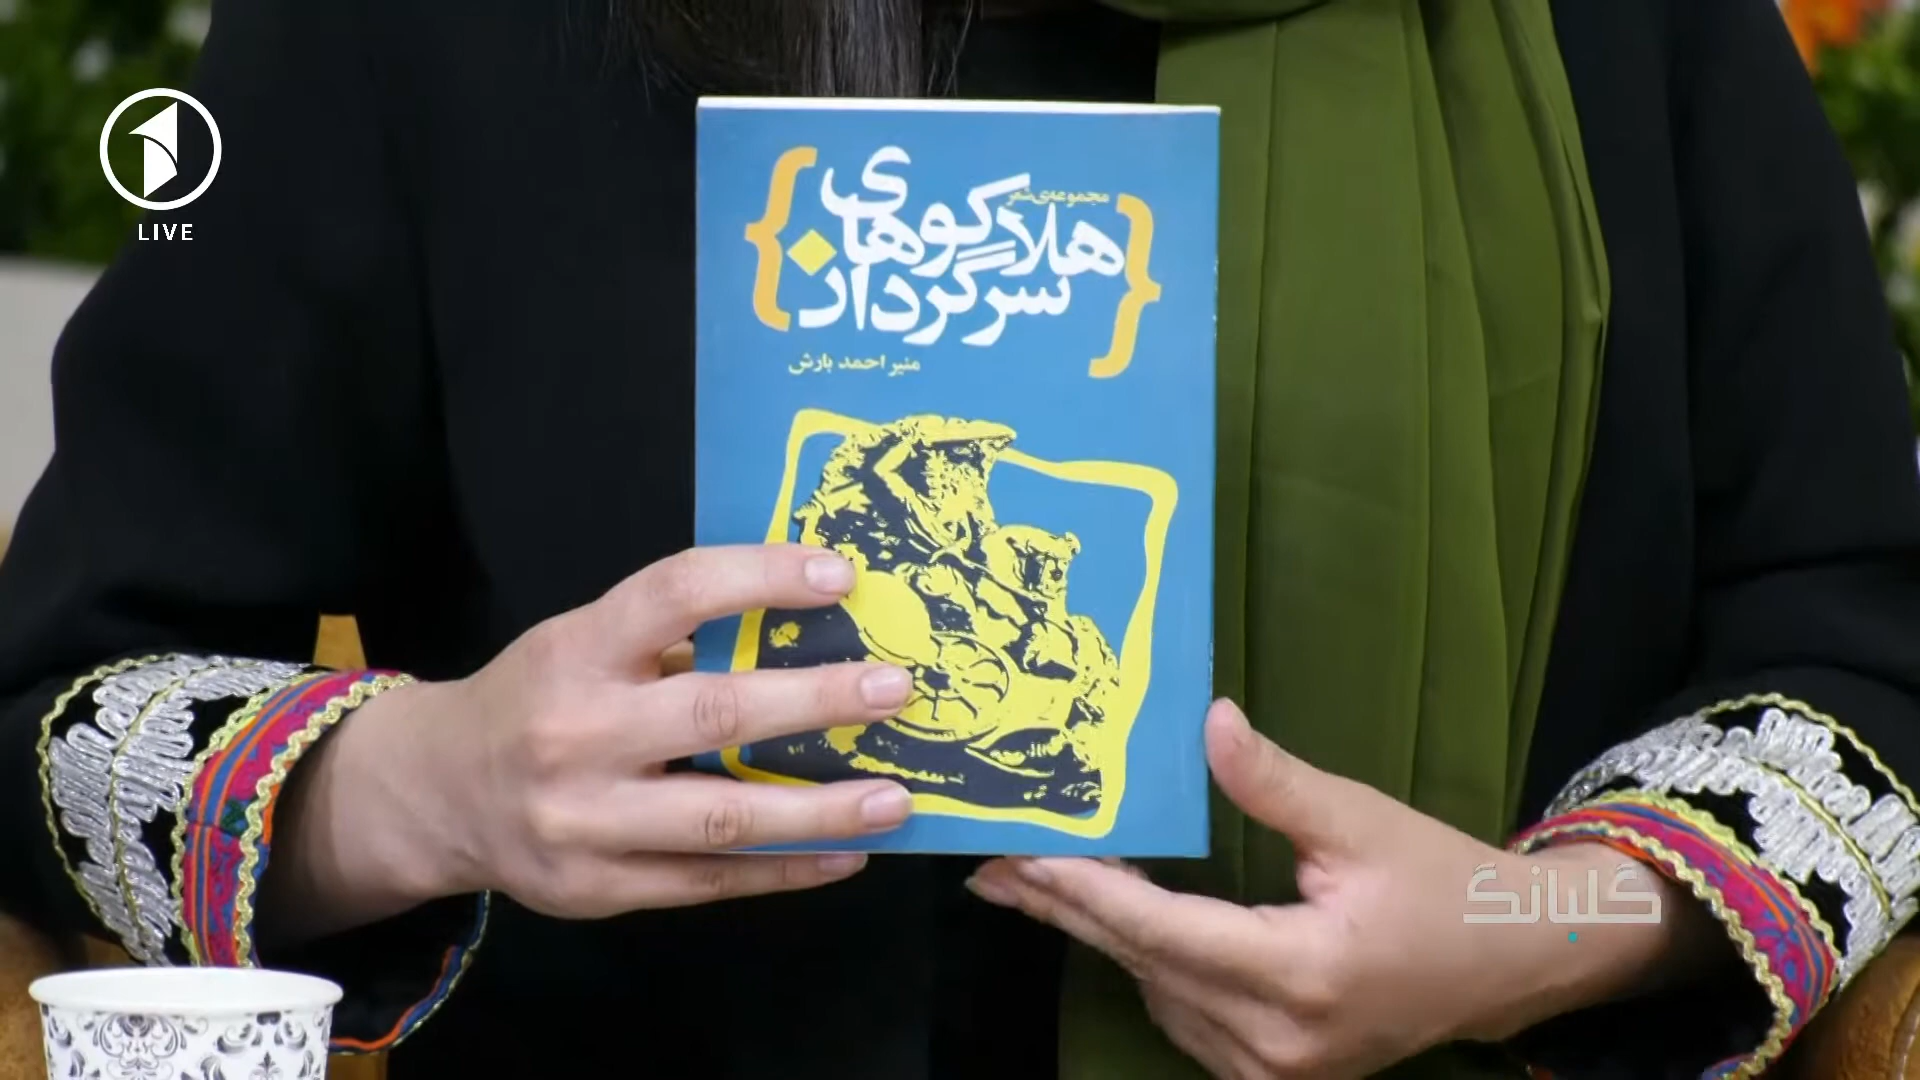 LIVE
مجموعه‌ی شعر
هلاکوهای
سرگردان
منیر احمد بارش
گلبانگ